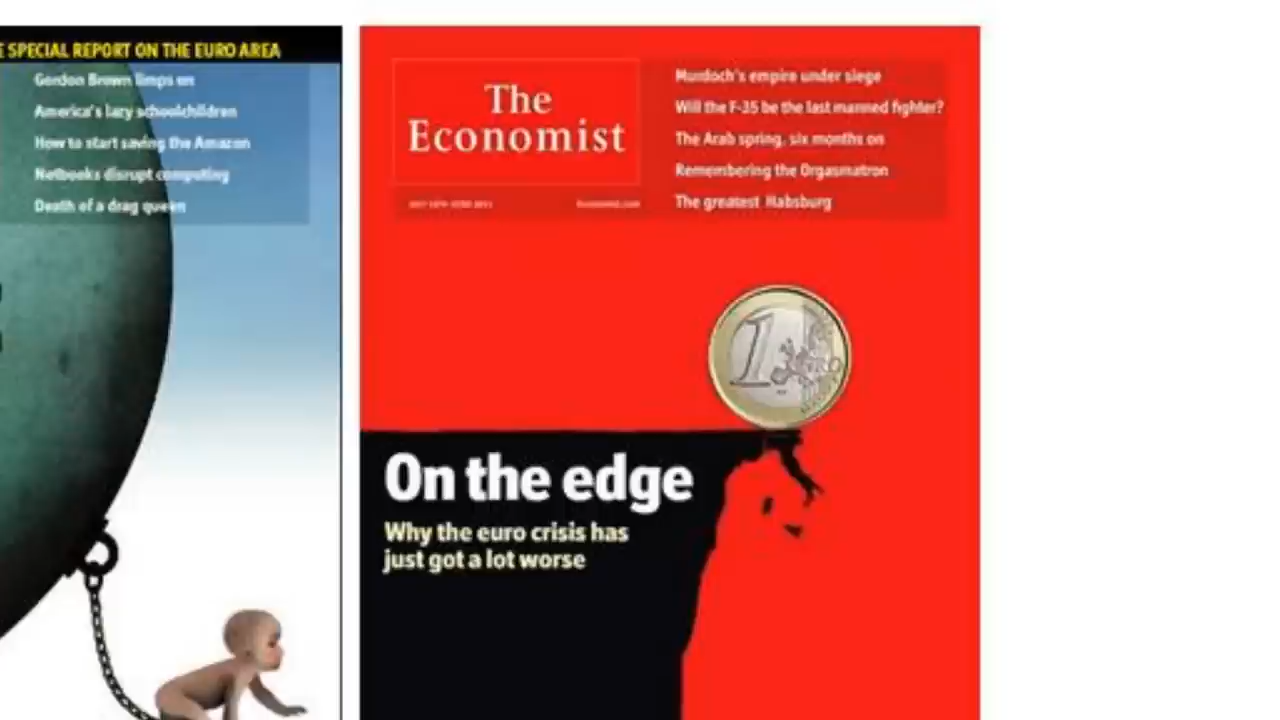 E SPECIAL REPORT ON THE EURO AREA
Gordon Brown limps on
America's lazy schoolchildren
How to start saving the Amazon
Netbooks disrupt computing
Death of a drag queen
The
Economist
Murdoch's empire under siege
Will the F-35 be the last manned fighter?
The Arab spring, six months on
Remembering the Orgasmatron
The greatest Habsburg
1
EURO
On the edge
Why the euro crisis has
just got a lot worse